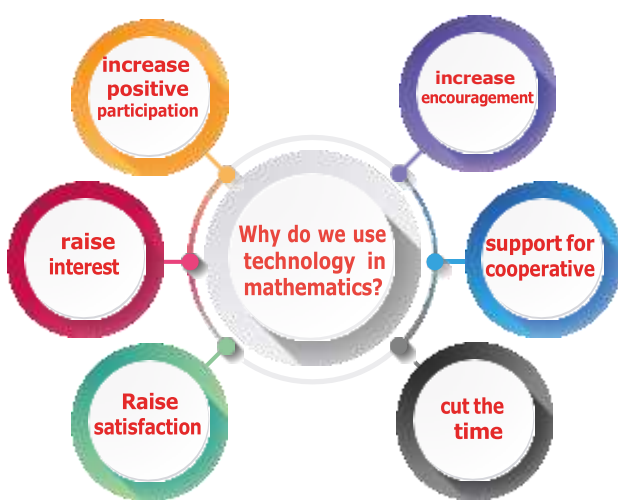 increase
positive
participation
increase
encouragement
raise
interest
Why do we use
technology in
mathematics?
support for
cooperative
Raise
satisfaction
cut the
time